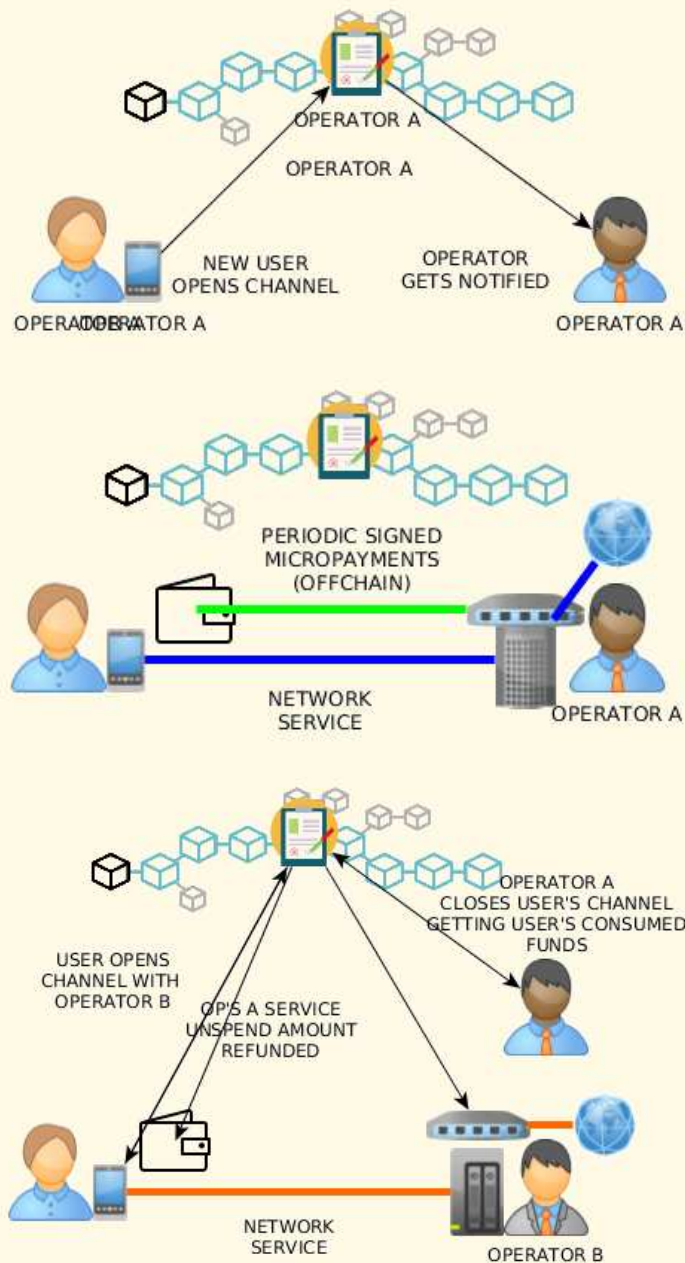 OPERATOR A
OPERATOR A
NEW USER
OPENS CHANNEL
OPERATOR
GETS NOTIFIED
OPERATOR A
OPERATOR A
OPERATOR A
PERIODIC SIGNED
MICROPAYMENTS
(OFFCHAIN)
NETWORK
SERVICE
OPERATOR A
OPERATOR A
CLOSES USER'S CHANNEL
GETTING USER'S CONSUMED
FUNDS
USER OPENS
CHANNEL WITH
OPERATOR B
OP'S A SERVICE
UNSPEND AMOUNT
REFUNDED
NETWORK
SERVICE
OPERATOR B